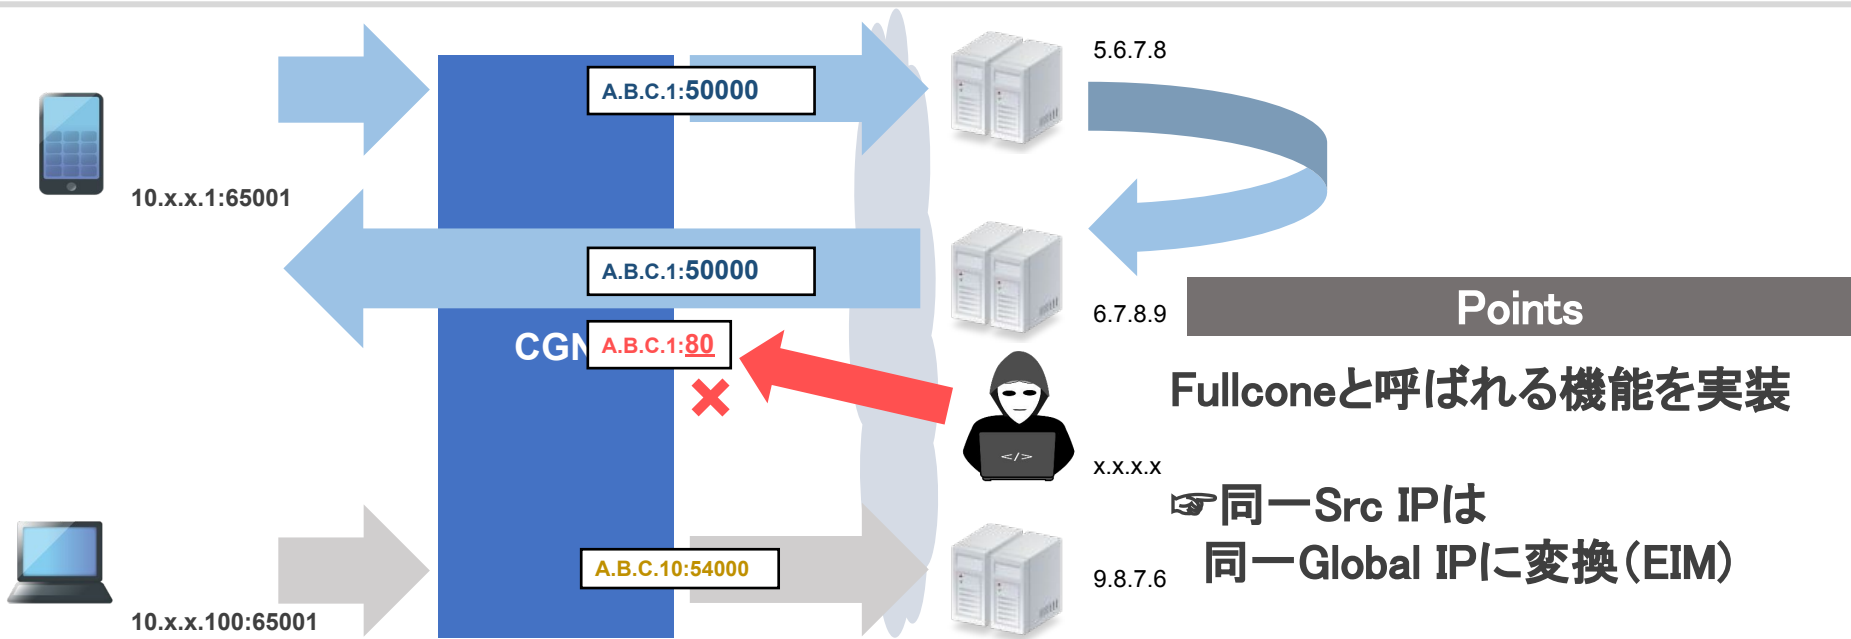 5.6.7.8
A.B.C.1:50000
10.x.x.1:65001
A.B.C.1:50000
6.7.8.9
Points
CGN
A.B.C.1:80
Fullconeと呼ばれる機能を実装
</>
x.x.x.x
☞同一Src IPは
同一Global IPに変換(EIM)
A.B.C.10:54000
9.8.7.6
10.x.x.100:65001